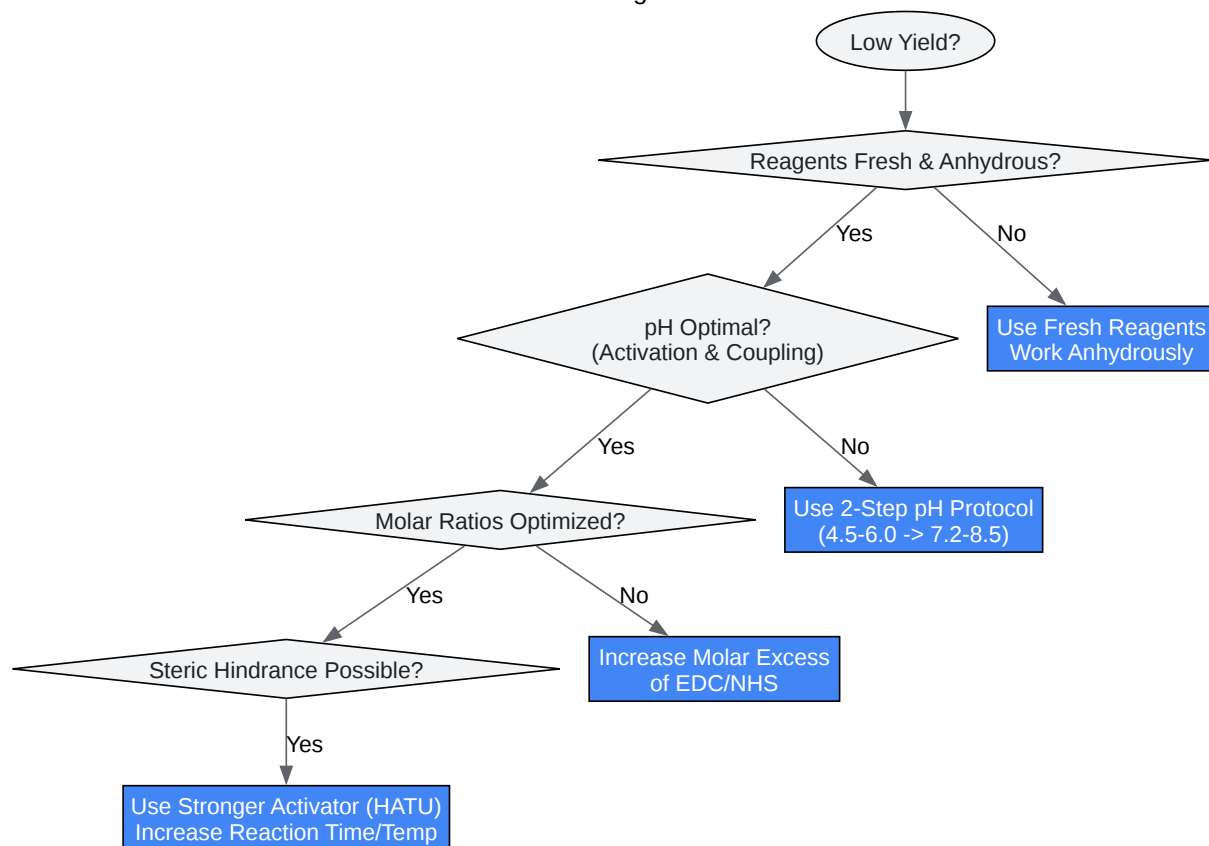 Low Yield?
Reagents Fresh & Anhydrous?
Yes
No
pH Optimal?
(Activation & Coupling)
Use Fresh Reagents
Work Anhydrously
Yes
No
Molar Ratios Optimized?
Use 2-Step pH Protocol
(4.5-6.0 -> 7.2-8.5)
Yes
No
Steric Hindrance Possible?
Increase Molar Excess
of EDC/NHS
Yes
Use Stronger Activator (HATU)
Increase Reaction Time/Temp